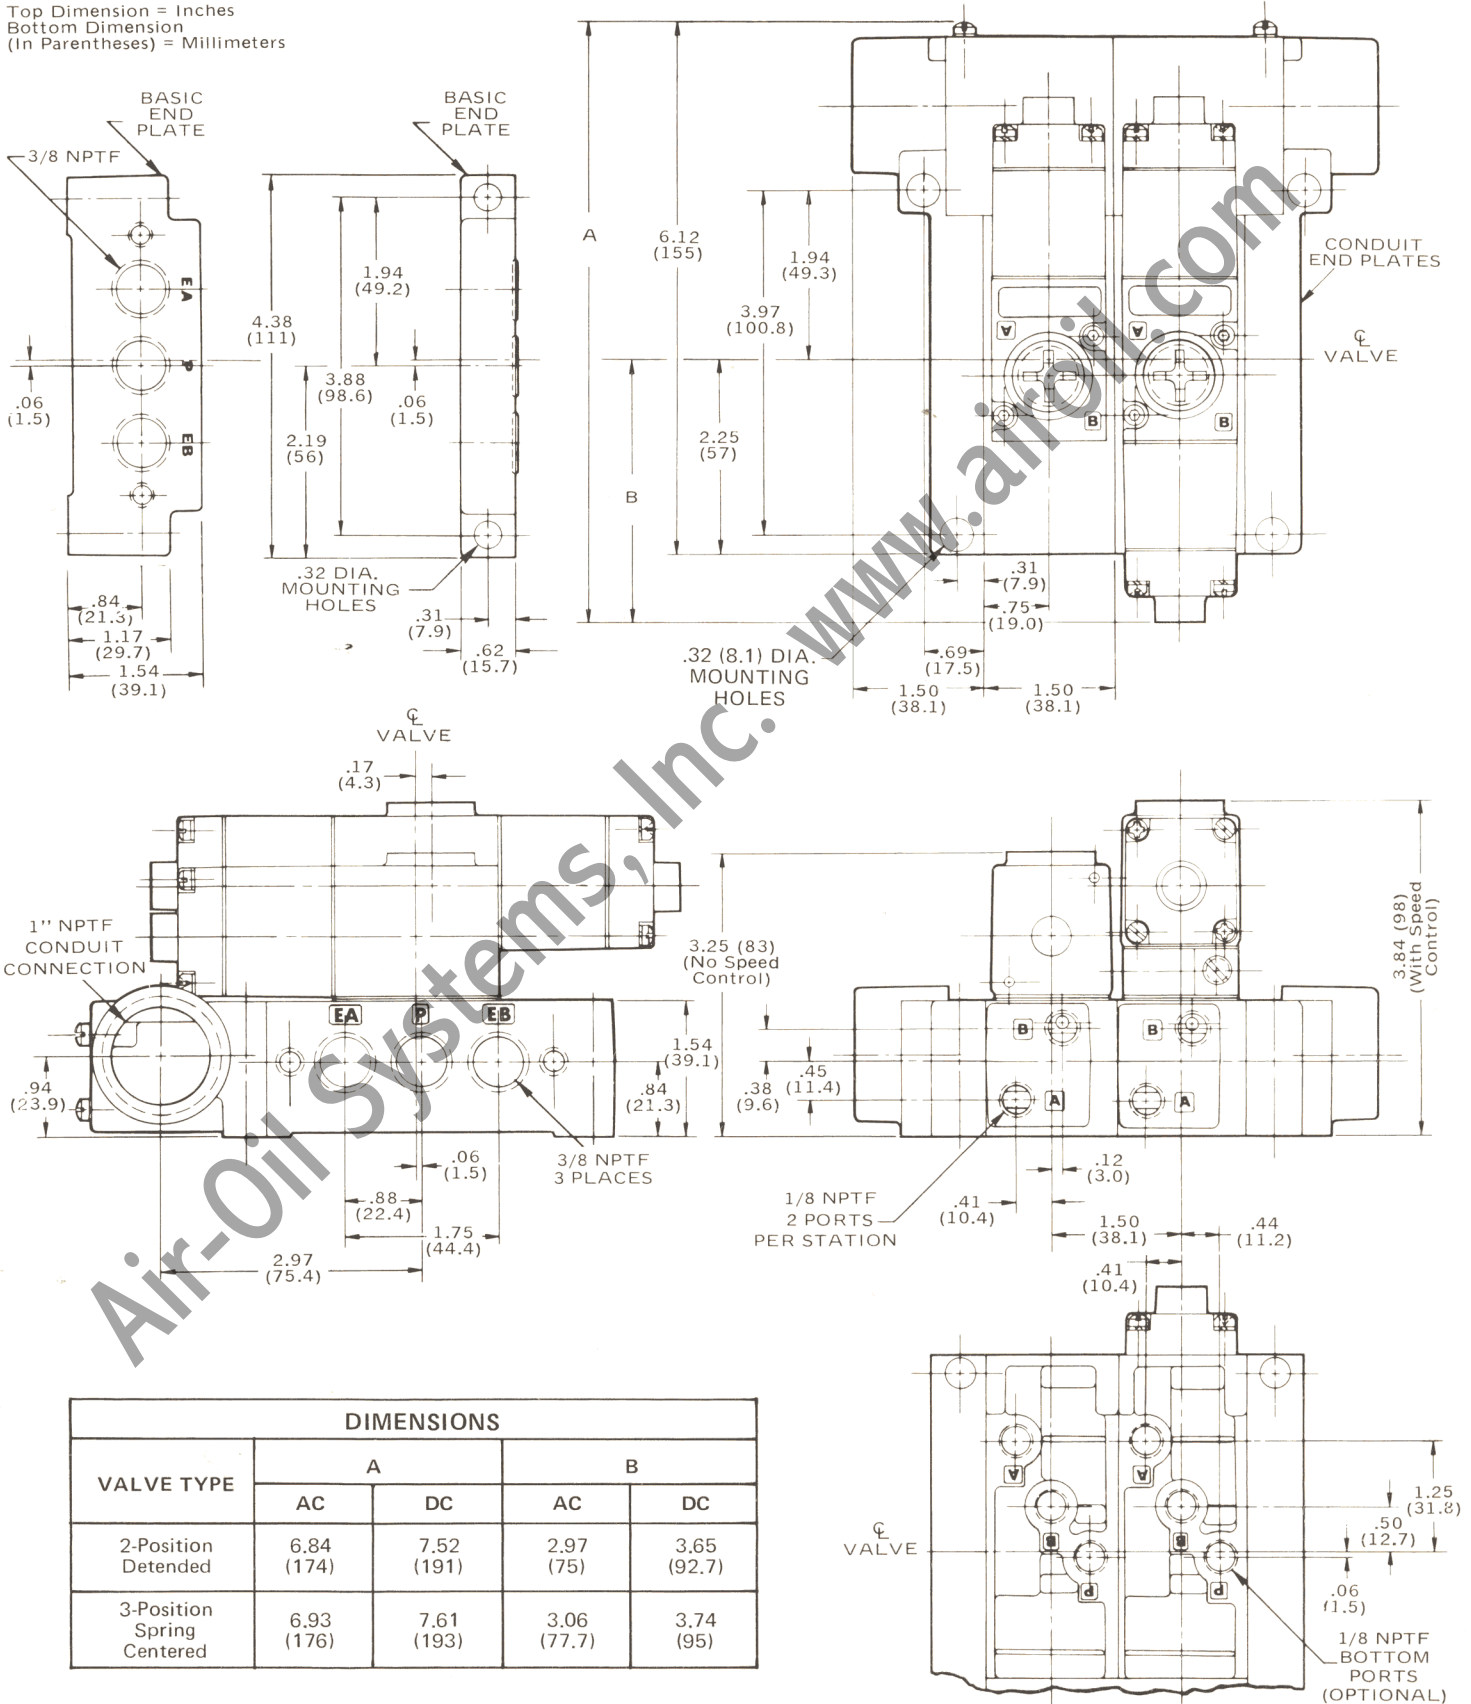 Top Dimension = Inches
Bottom Dimension
(In Parentheses) = Millimeters
BASIC
END
PLATE
3/8 NPTF
EA
P
EB
.06
(1.5)
.84
(21.3)
1.17
(29.7)
1.54
(39.1)
BASIC
END
PLATE
4.38
(111)
1.94
(49.2)
3.88
(98.6)
.06
(1.5)
2.19
(56)
.32 DIA.
MOUNTING
HOLES
.31
(7.9)
.62
(15.7)
A
6.12
(155)
1.94
(49.3)
3.97
(100.8)
2.25
(57)
B
CONDUIT
END PLATES
℄
VALVE
A
A
B
B
.31
(7.9)
.75
(19.0)
.69
(17.5)
.32 (8.1) DIA.
MOUNTING
HOLES
1.50
(38.1)
1.50
(38.1)
℄
VALVE
.17
(4.3)
1'' NPTF
CONDUIT
CONNECTION
EA
P
EB
.94
(23.9)
1.54
(39.1)
.84
(21.3)
3/8 NPTF
3 PLACES
.06
(1.5)
.88
(22.4)
1.75
(44.4)
2.97
(75.4)
3.25 (83)
(No Speed
Control)
3.84 (98)
(With Speed
Control)
.45
(11.4)
.38
(9.6)
B
B
A
A
1/8 NPTF
2 PORTS
PER STATION
.12
(3.0)
.41
(10.4)
1.50
(38.1)
.44
(11.2)
.41
(10.4)
A
A
B
B
P
P
℄
VALVE
1.25
(31.8)
.50
(12.7)
.06
(1.5)
1/8 NPTF
BOTTOM
PORTS
(OPTIONAL)
DIMENSIONS
VALVE TYPE A B
AC DC AC DC
2-Position Detended 6.84 (174) 7.52 (191) 2.97 (75) 3.65 (92.7)
3-Position Spring Centered 6.93 (176) 7.61 (193) 3.06 (77.7) 3.74 (95)
Air-Oil Systems, Inc. www.airoil.com